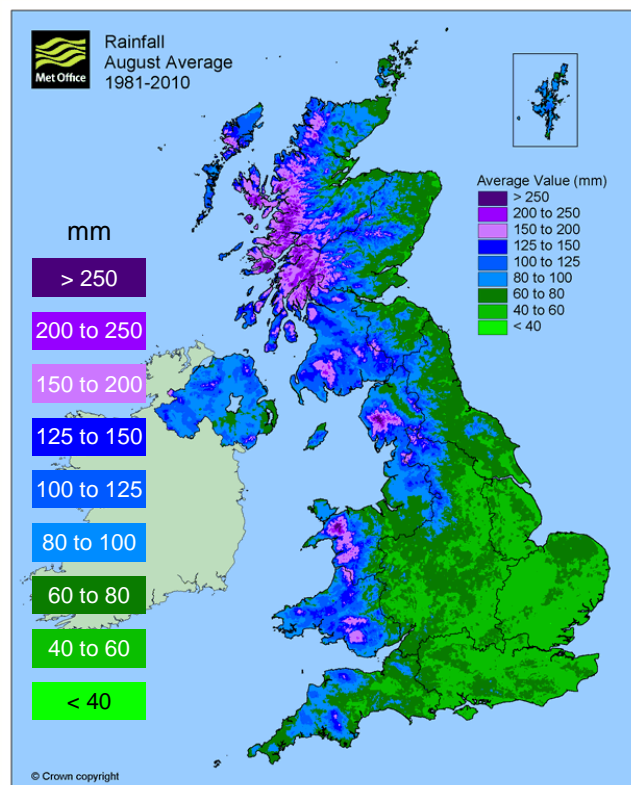 Met Office
Rainfall
August Average
1981-2010
mm
> 250
200 to 250
150 to 200
125 to 150
100 to 125
80 to 100
60 to 80
40 to 60
< 40
Average Value (mm)
> 250
200 to 250
150 to 200
125 to 150
100 to 125
80 to 100
60 to 80
40 to 60
< 40
© Crown copyright